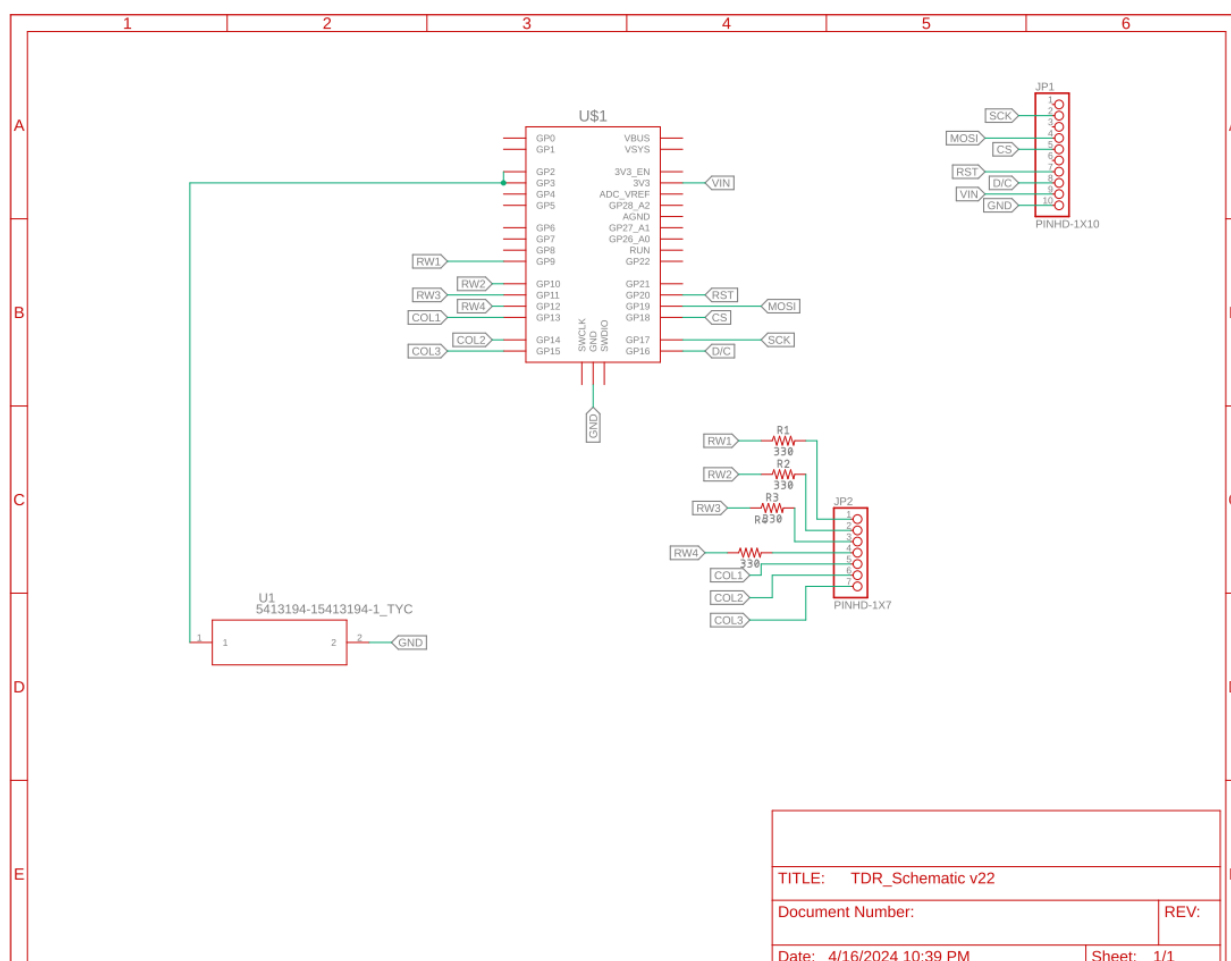 1 2 3 4 5 6
A
B
C
D
E
U$1
GP0 VBUS
GP1 VSYS
GP2 3V3_EN
GP3 3V3 VIN
GP4 ADC_VREF
GP5 GP28_A2
AGND
GP6 GP27_A1
GP7 GP26_A0
GP8 RUN
RW1 GP9 GP22
RW2 GP10 GP21
RW3 GP11 GP20 RST
RW4 GP12 GP19 MOSI
COL1 GP13 GP18 CS
COL2 GP14 GP17 SCK
COL3 GP15 GP16 D/C
SWCLK
GND
SWDIO
GND
JP1
1
SCK 2
3
MOSI 4
CS 5
6
RST 7
D/C 8
VIN 9
GND 10
PINHD-1X10
R1
RW1
330
R2
RW2
330
R3
RW3
330
R4
RW4
330
COL1
COL2
COL3
JP2
1
2
3
4
5
6
7
PINHD-1X7
U1
5413194-15413194-1_TYC
1 1 2 2 GND
TITLE: TDR_Schematic v22
Document Number: REV:
Date: 4/16/2024 10:39 PM Sheet: 1/1